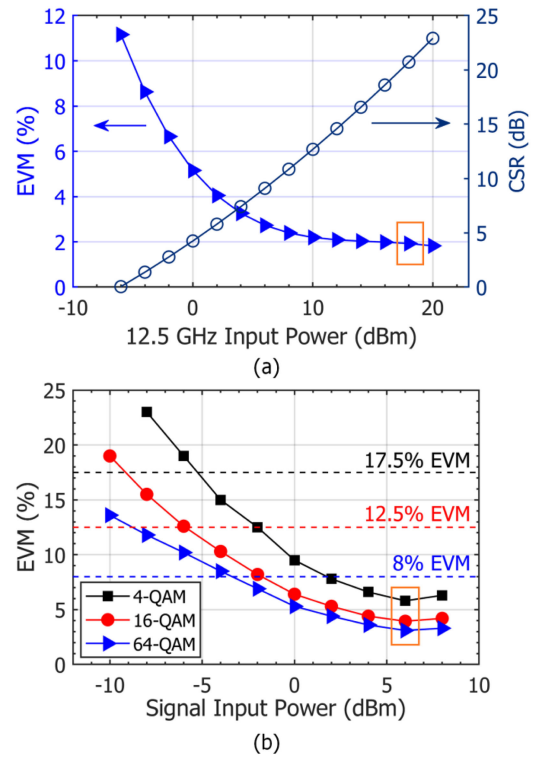 12
10
8
6
4
2
0
EVM (%)
25
20
15
10
5
0
CSR (dB)
-10
0
10
20
12.5 GHz Input Power (dBm)
(a)
25
20
15
10
5
0
EVM (%)
17.5% EVM
12.5% EVM
8% EVM
4-QAM
16-QAM
64-QAM
-10
-5
0
5
10
Signal Input Power (dBm)
(b)